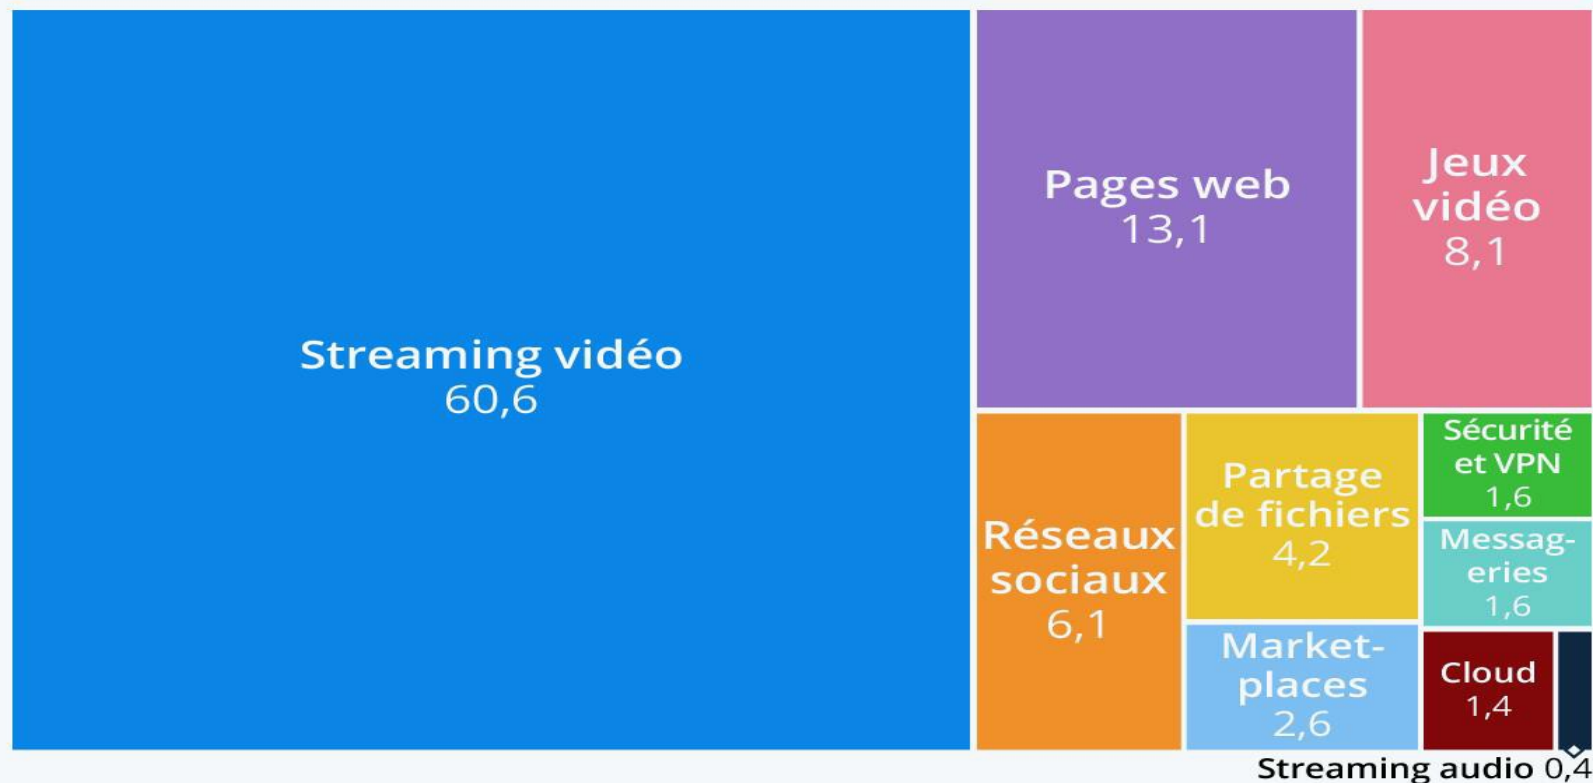 Streaming vidéo
60,6
Pages web
13,1
Jeux
vidéo
8,1
Réseaux
sociaux
6,1
Partage
de fichiers
4,2
Market-
places
2,6
Sécurité
et VPN
1,6
Messag-
eries
1,6
Cloud
1,4
Streaming audio 0,4